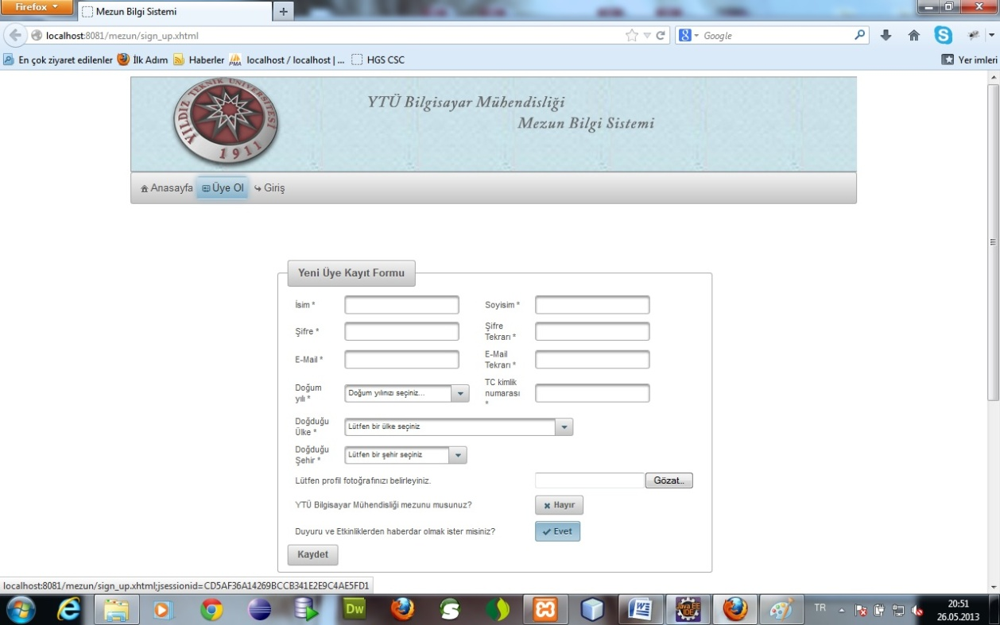 Firefox
Mezun Bilgi Sistemi
localhost:8081/mezun/sign_up.xhtml
Google
En çok ziyaret edilenler İlk Adım Haberler localhost / localhost | ... HGS CSC Yer imleri
YILDIZ TEKNİK ÜNİVERSİTESİ
1911
YTÜ Bilgisayar Mühendisliği
Mezun Bilgi Sistemi
Anasayfa Üye Ol Giriş
Yeni Üye Kayıt Formu
İsim * Soyisim *
Şifre * Şifre Tekrarı *
E-Mail * E-Mail Tekrarı *
Doğum yılı * Doğum yılınızı seçiniz... TC kimlik numarası *
Doğduğu Ülke * Lütfen bir ülke seçiniz
Doğduğu Şehir * Lütfen bir şehir seçiniz
Lütfen profil fotoğrafınızı belirleyiniz. Gözat...
YTÜ Bilgisayar Mühendisliği mezunu musunuz? Hayır
Duyuru ve Etkinliklerden haberdar olmak ister misiniz? Evet
Kaydet
localhost:8081/mezun/sign_up.xhtml;jsessionid=CD5AF36A14269BCCB341E2E9C4AE5FD1
Dw
Java EE IDE
TR
20:51
26.05.2013